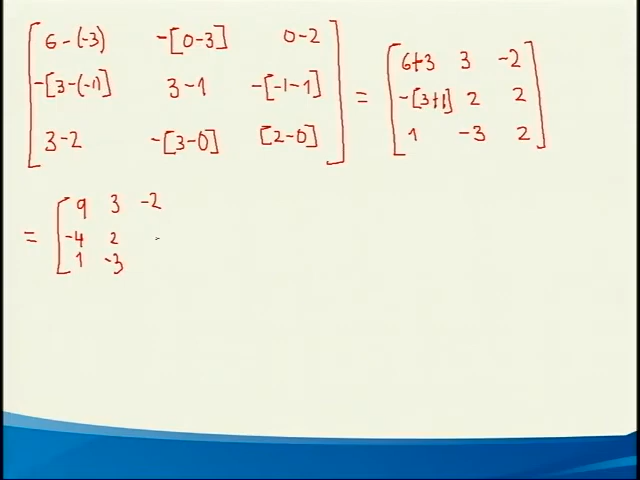 [ 6-(-3) -[0-3] 0-2 ] [ 6+3 3 -2 ]
-[3-(-1)] 3-1 -[-1-1] = -[3+1] 2 2
3-2 -[3-0] [2-0] 1 -3 2
[ 9 3 -2
= -4 2
1 -3